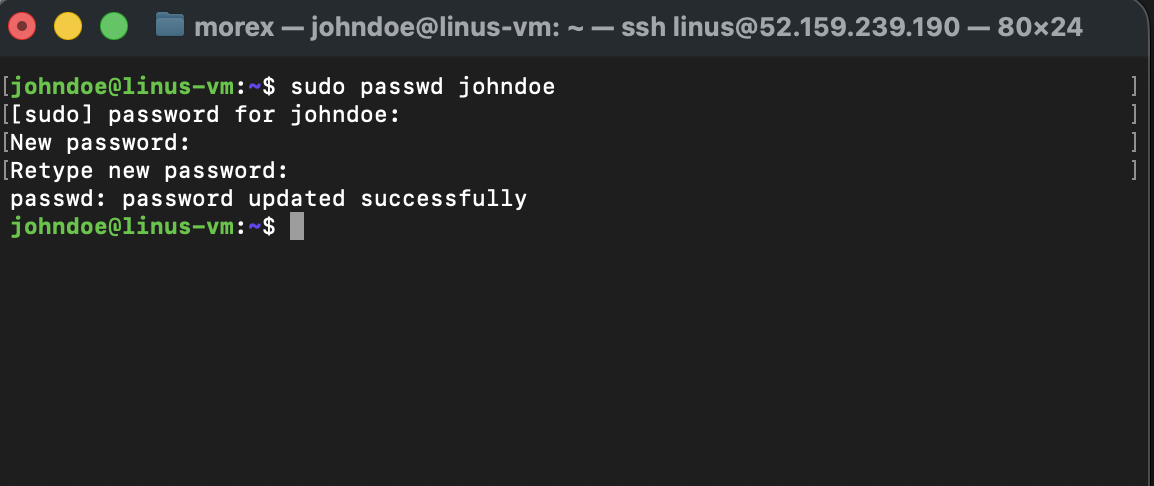 morex — johndoe@linus-vm: ~ — ssh linus@52.159.239.190 — 80×24
[johndoe@linus-vm:~$ sudo passwd johndoe ]
[[sudo] password for johndoe: ]
[New password: ]
[Retype new password: ]
passwd: password updated successfully
johndoe@linus-vm:~$